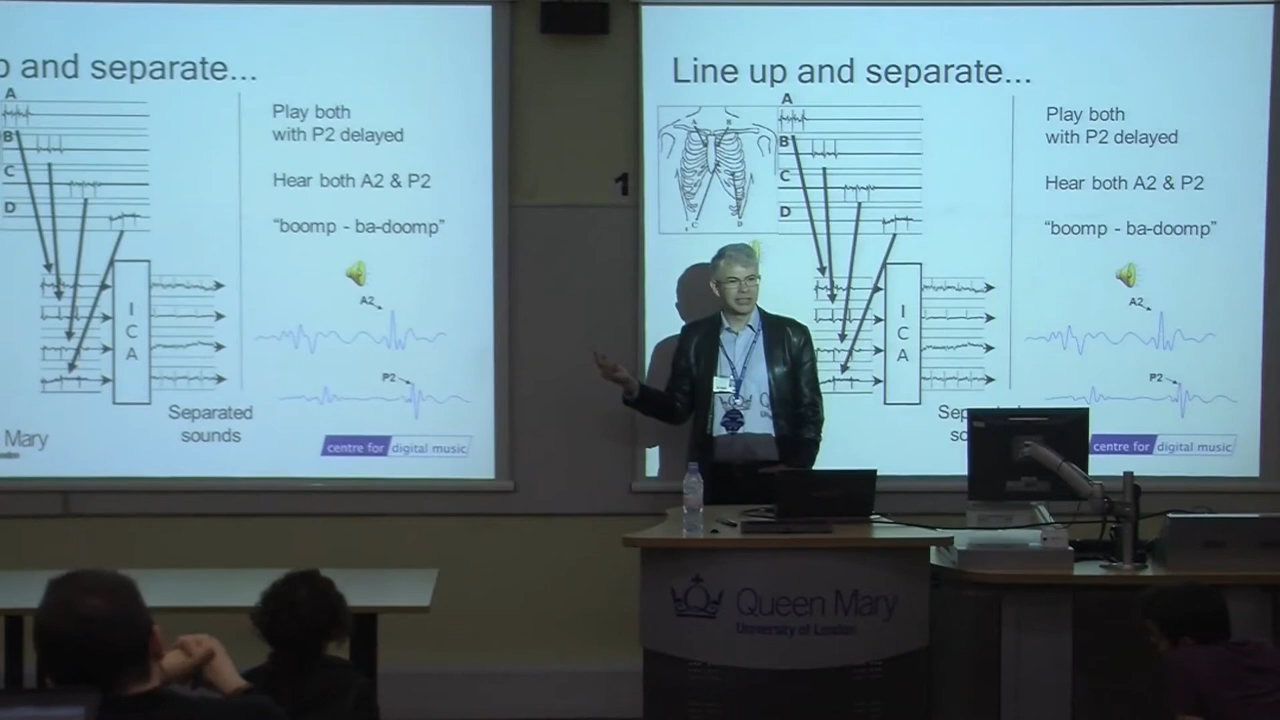 p and separate...
A
B
C
D
I
C
A
Play both
with P2 delayed
Hear both A2 & P2
"boomp - ba-doomp"
A2
P2
Separated
sounds
Mary
centre for digital music
1
Line up and separate...
A
B
C
D
C
D
I
C
A
Play both
with P2 delayed
Hear both A2 & P2
"boomp - ba-doomp"
A2
P2
centre for digital music
Queen Mary
University of London